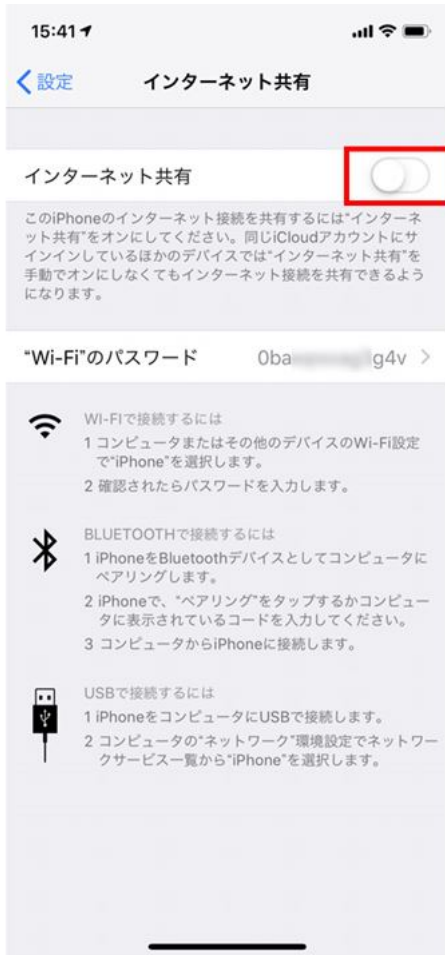 15:41
設定
インターネット共有
インターネット共有
このiPhoneのインターネット接続を共有するには“インターネ
ット共有”をオンにしてください。同じiCloudアカウントにサ
インインしているほかのデバイスでは“インターネット共有”を
手動でオンにしなくてもインターネット接続を共有できるよう
になります。
“Wi-Fi”のパスワード 0ba g4v
WI-FIで接続するには
1 コンピュータまたはその他のデバイスのWi-Fi設定
で“iPhone”を選択します。
2 確認されたらパスワードを入力します。
BLUETOOTHで接続するには
1 iPhoneをBluetoothデバイスとしてコンピュータに
ペアリングします。
2 iPhoneで、“ペアリング”をタップするかコンピュー
タに表示されているコードを入力してください。
3 コンピュータからiPhoneに接続します。
USBで接続するには
1 iPhoneをコンピュータにUSBで接続します。
2 コンピュータの“ネットワーク”環境設定でネットワー
クサービス一覧から“iPhone”を選択します。